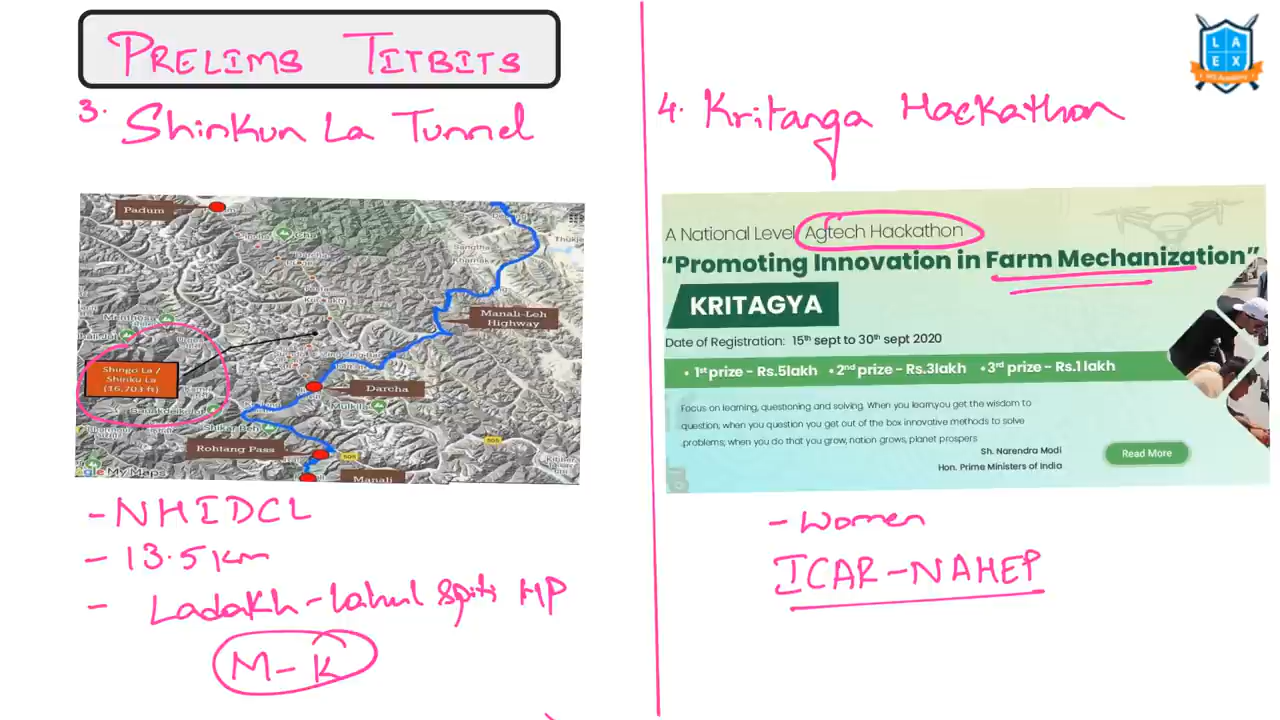 PRELIMS TITBITS
3. Shinkun La Tunnel
Padum
Manali-Leh
Highway
Shingo La /
Shinku La
(16,703 ft)
Darcha
Rohtang Pass
505
505
Manali
My Maps
- NHIDCL
- 13.5 km
- Ladakh - Lahul Spiti HP
M - K
4. Kritanga Hackathon
A National Level Agtech Hackathon
“Promoting Innovation in Farm Mechanization”
KRITAGYA
Date of Registration: 15th sept to 30th sept 2020
• 1st prize - Rs.5lakh • 2nd prize - Rs.3lakh • 3rd prize - Rs.1 lakh
Focus on learning, questioning and solving. When you learn,you get the wisdom to
question; when you question you get out of the box innovative methods to solve
problems; when you do that you grow, nation grows, planet prospers
Sh. Narendra Modi
Hon. Prime Ministers of India
Read More
- Women
ICAR - NAHEP
L A
E X
IAS Academy